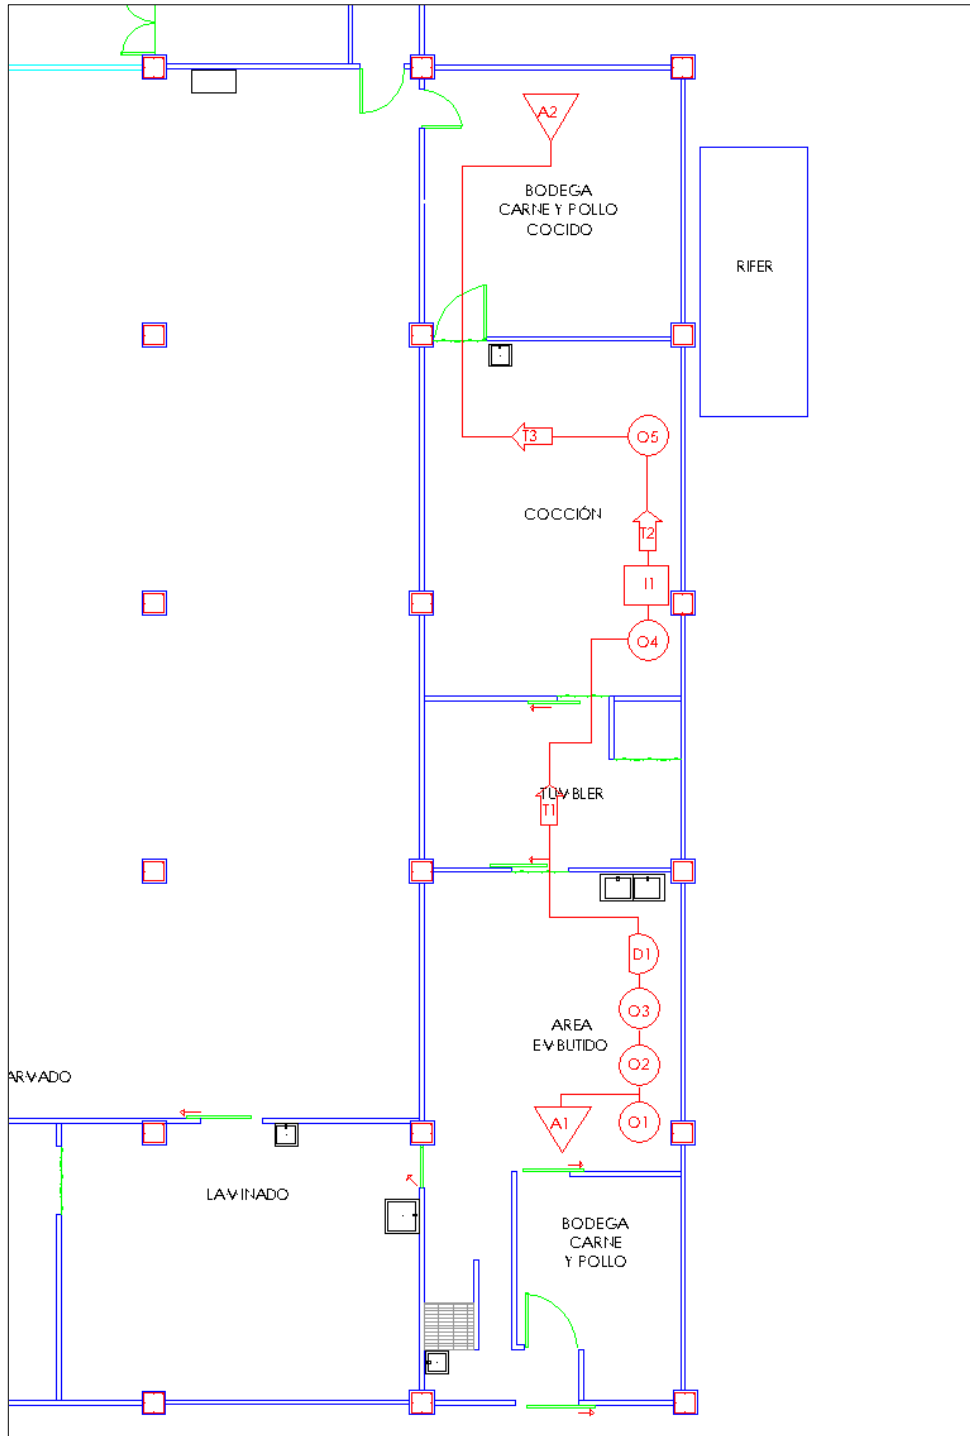 A2
BODEGA
CARNE Y POLLO
COCIDO
RIFER
T3
O5
COCCIÓN
T2
I1
O4
TUMBLER
T1
D1
O3
AREA
EMBUTIDO
O2
ARVADO
A1
O1
LAVINADO
BODEGA
CARNE
Y POLLO